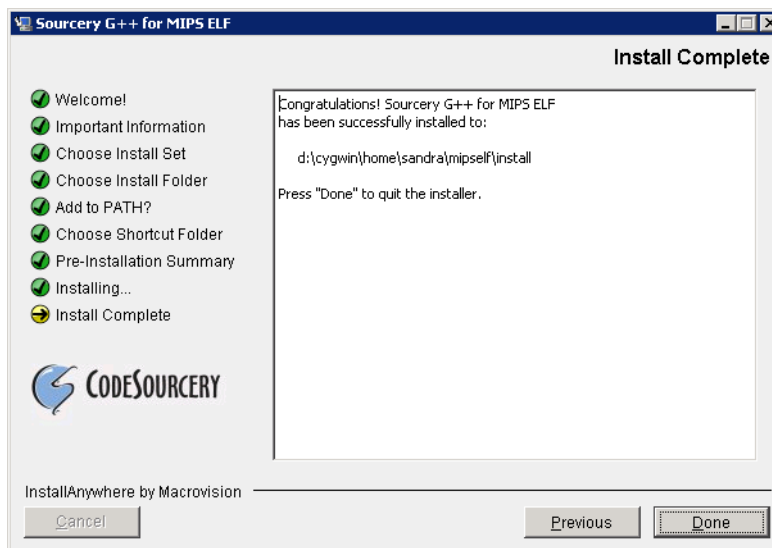 Sourcery G++ for MIPS ELF
Install Complete
Welcome!
Important Information
Choose Install Set
Choose Install Folder
Add to PATH?
Choose Shortcut Folder
Pre-Installation Summary
Installing...
Install Complete
CODESOURCERY
Congratulations! Sourcery G++ for MIPS ELF
has been successfully installed to:
d:\cygwin\home\sandra\mipself\install
Press "Done" to quit the installer.
InstallAnywhere by Macrovision
Cancel
Previous
Done